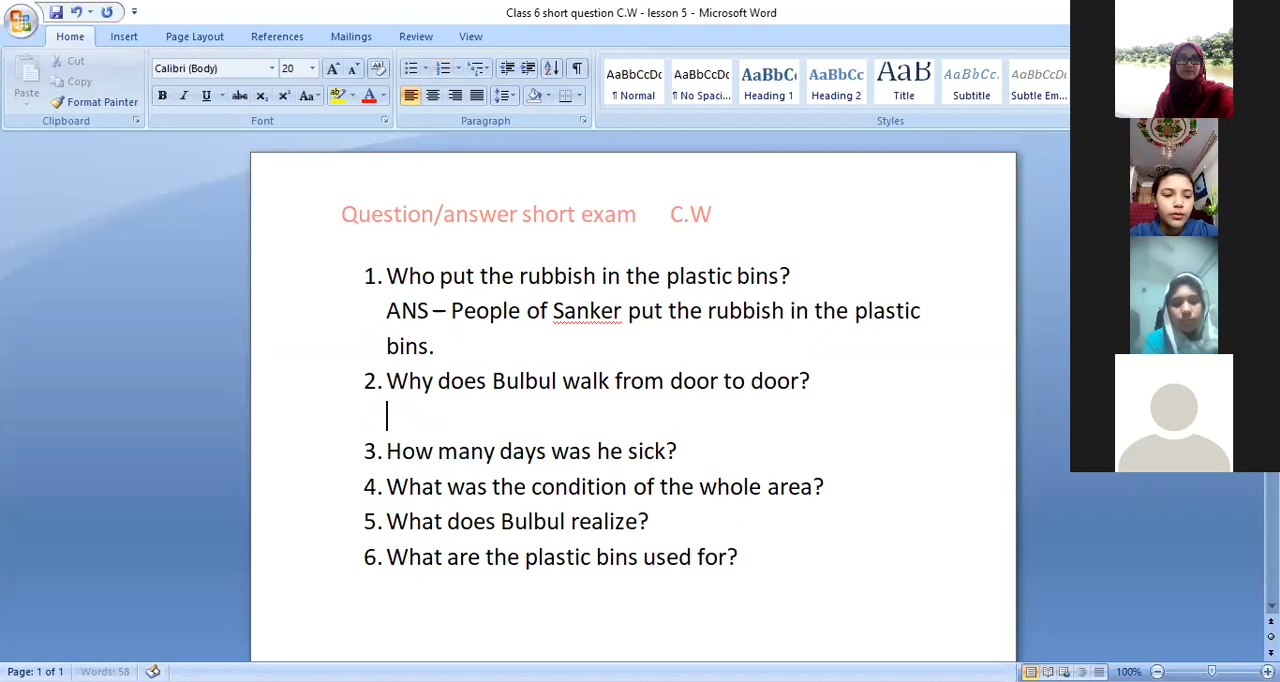 Class 6 short question C.W - lesson 5 - Microsoft Word
Home Insert Page Layout References Mailings Review View
Cut
Copy
Paste
Format Painter
Clipboard
Calibri (Body) 20
Font
Paragraph
AaBbCcDc AaBbCcDc AaBbC AaBbCc AaB AaBbCc. AaBbCcDc
¶ Normal ¶ No Spaci... Heading 1 Heading 2 Title Subtitle Subtle Em...
Styles
Question/answer short exam C.W
1. Who put the rubbish in the plastic bins?
ANS – People of Sanker put the rubbish in the plastic
bins.
2. Why does Bulbul walk from door to door?
3. How many days was he sick?
4. What was the condition of the whole area?
5. What does Bulbul realize?
6. What are the plastic bins used for?
Page: 1 of 1 Words: 58 100%